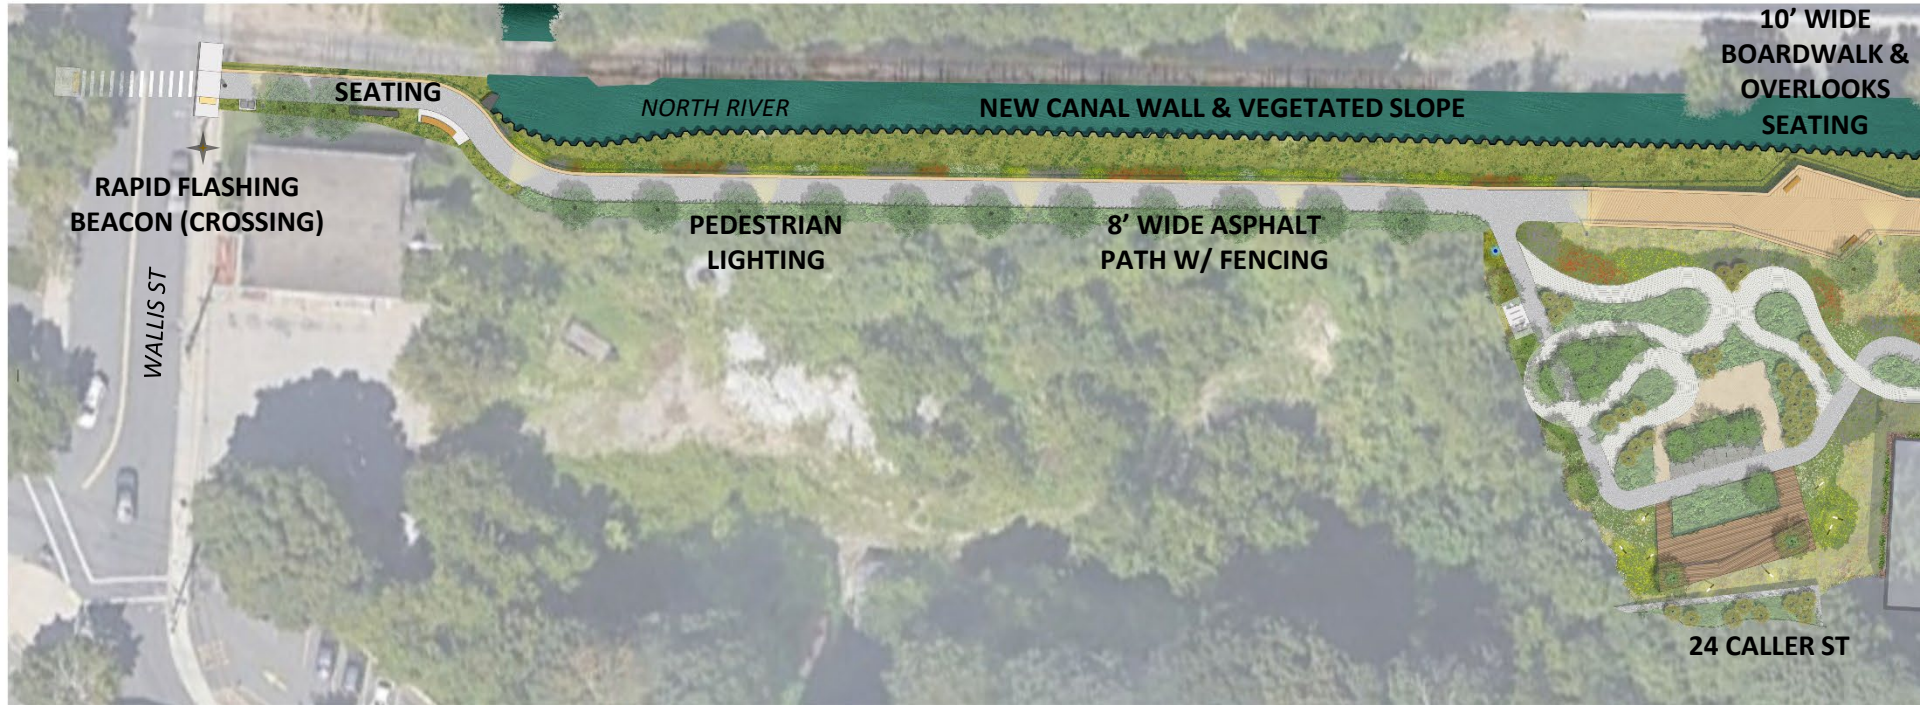 10’ WIDE
BOARDWALK &
OVERLOOKS
SEATING
SEATING
NORTH RIVER
NEW CANAL WALL & VEGETATED SLOPE
RAPID FLASHING
BEACON (CROSSING)
PEDESTRIAN
LIGHTING
8’ WIDE ASPHALT
PATH W/ FENCING
WALLIS ST
24 CALLER ST